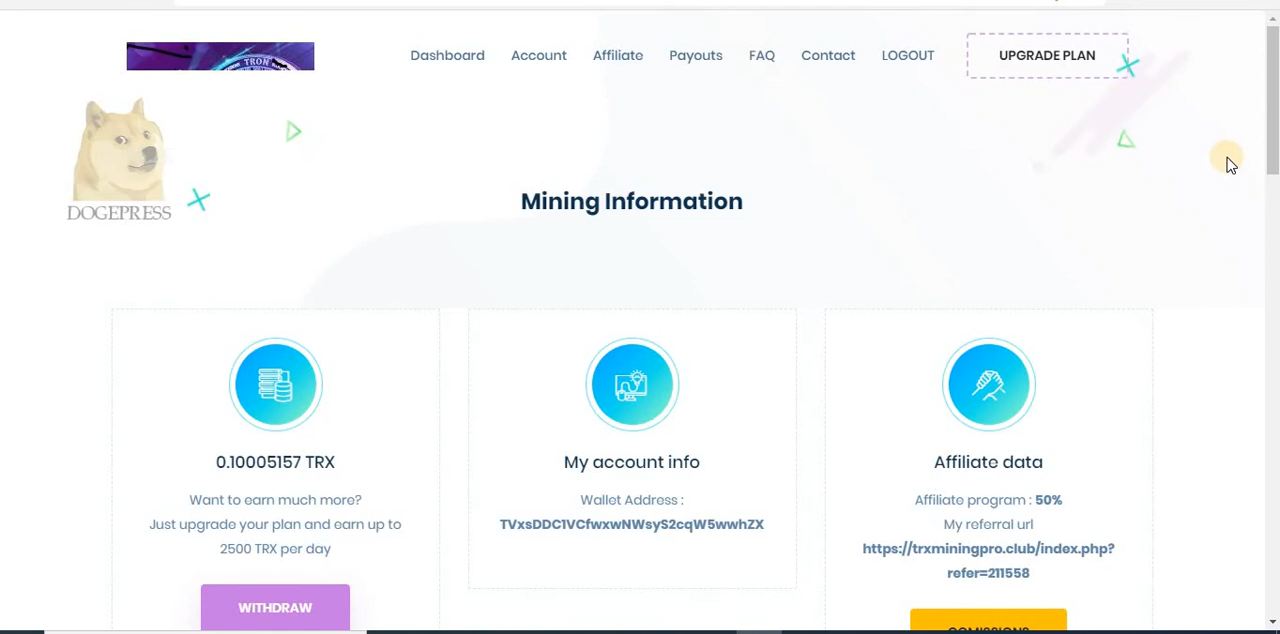 TRON
Dashboard Account Affiliate Payouts FAQ Contact LOGOUT UPGRADE PLAN
DOGEPRESS
Mining Information
0.10005157 TRX
Want to earn much more?
Just upgrade your plan and earn up to
2500 TRX per day
WITHDRAW
My account info
Wallet Address :
TVxsDDC1VCfwxwNWsyS2cqW5wwhZX
Affiliate data
Affiliate program : 50%
My referral url
https://trxminingpro.club/index.php?
refer=211558
COMISSIONS